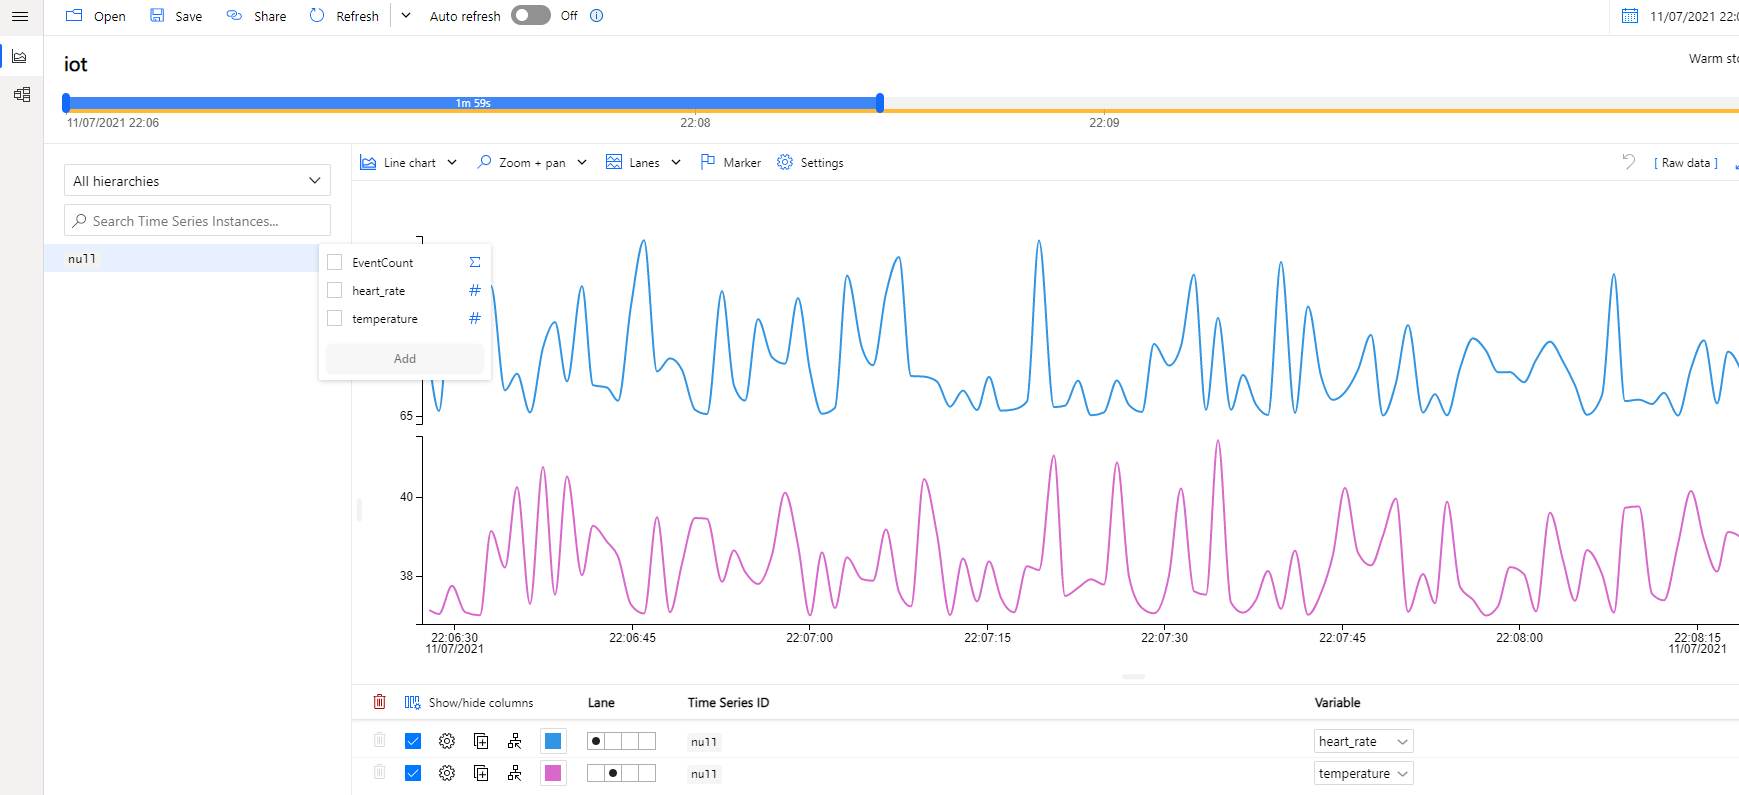 Open Save Share Refresh Auto refresh Off 11/07/2021 22:0
iot
Warm sto
1m 59s
11/07/2021 22:06 22:08 22:09
All hierarchies
Line chart Zoom + pan Lanes Marker Settings [ Raw data ]
Search Time Series Instances...
null
EventCount Σ
heart_rate #
temperature #
Add
65
40
38
22:06:30 22:06:45 22:07:00 22:07:15 22:07:30 22:07:45 22:08:00 22:08:15
11/07/2021 11/07/2021
Show/hide columns Lane Time Series ID Variable
null heart_rate
null temperature